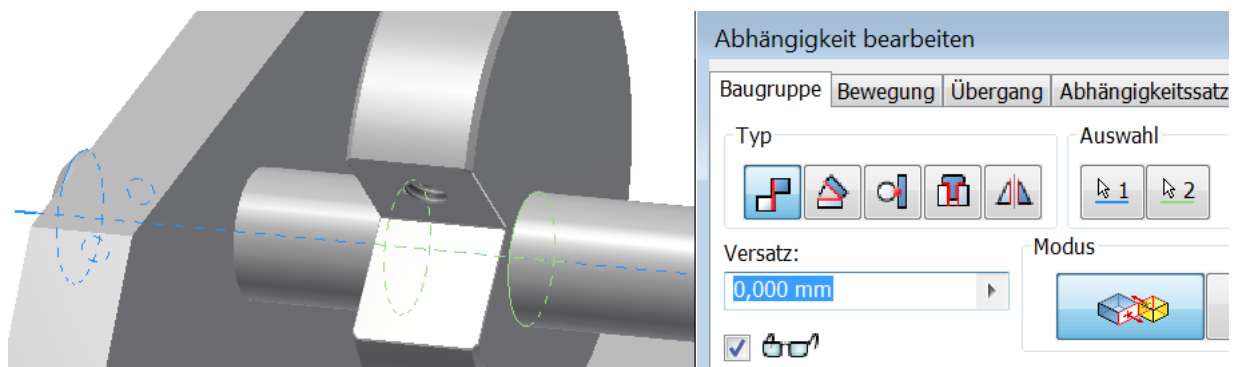 Abhängigkeit bearbeiten
Baugruppe Bewegung Übergang Abhängigkeitssatz
Typ
Auswahl
1
2
Versatz:
Modus
0,000 mm